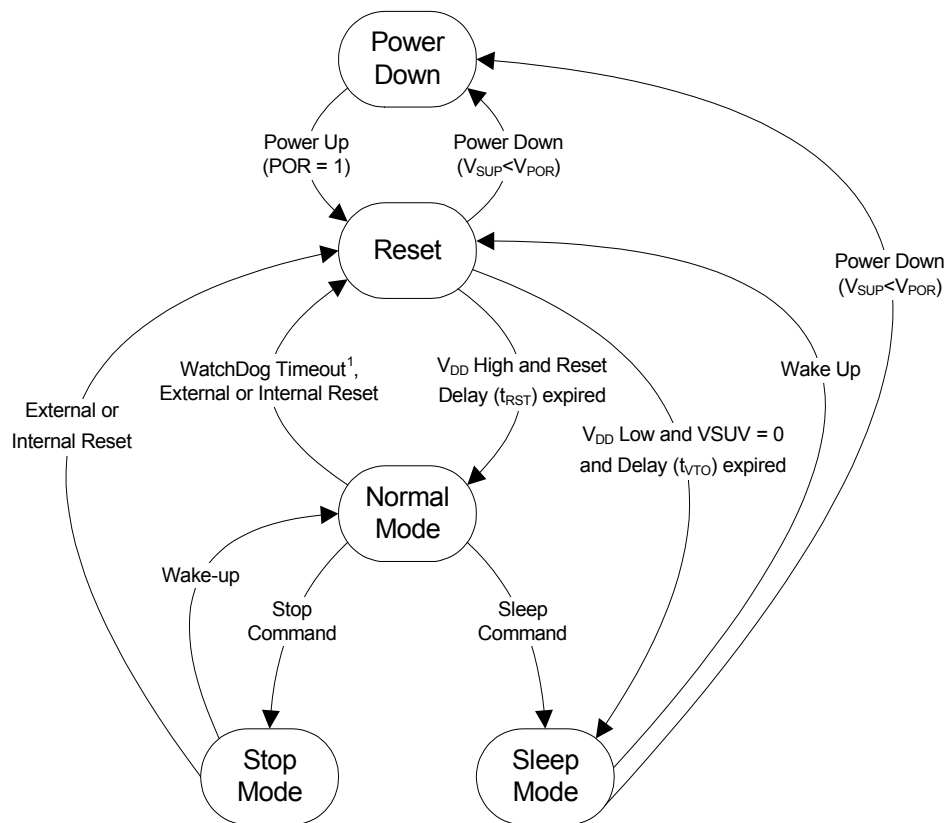 Power
Down
Power Up
(POR = 1)
Power Down
(VSUP<VPOR)
Reset
Power Down
(VSUP<VPOR)
WatchDog Timeout1,
External or Internal Reset
VDD High and Reset
Delay (tRST) expired
Wake Up
External or
Internal Reset
VDD Low and VSUV = 0
and Delay (tVTO) expired
Normal
Mode
Wake-up
Stop
Command
Sleep
Command
Stop
Mode
Sleep
Mode